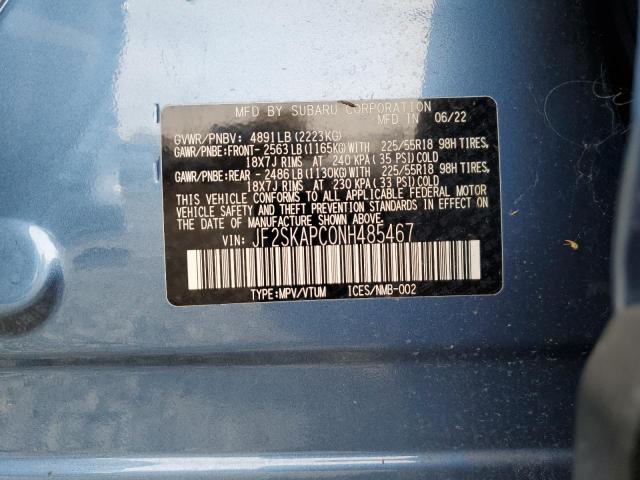 MFD BY SUBARU CORPORATION
MFD IN 06/22
GVWR/PNBV: 4891LB(2223KG)
GAWR/PNBE:FRONT-2563LB(1165KG)WITH 225/55R18 98H TIRES,
18X7J RIMS AT 240 KPA(35 PSI)COLD
GAWR/PNBE:REAR -2486LB(1130KG)WITH 225/55R18 98H TIRES,
18X7J RIMS AT 230 KPA(33 PSI)COLD
THIS VEHICLE CONFORMS TO ALL APPLICABLE FEDERAL MOTOR
VEHICLE SAFETY AND THEFT PREVENTION STANDARDS IN EFFECT ON
THE DATE OF MANUFACTURE SHOWN ABOVE.
VIN: JF2SKAPC0NH485467
TYPE:MPV/VTUM ICES/NMB-002